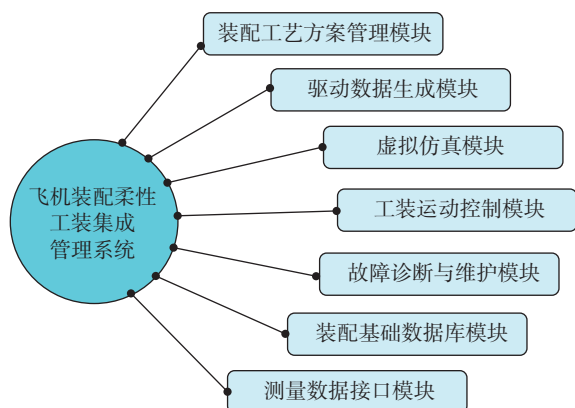 装配工艺方案管理模块
驱动数据生成模块
虚拟仿真模块
飞机装配柔性
工装集成
管理系统
工装运动控制模块
故障诊断与维护模块
装配基础数据库模块
测量数据接口模块